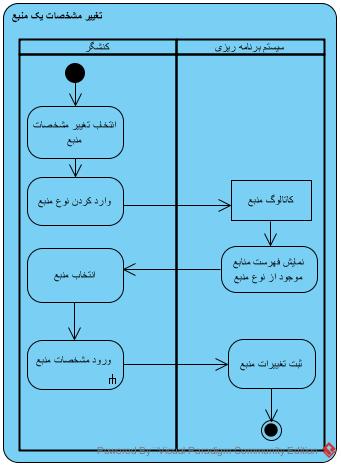 تغییر مشخصات یک منبع
کنشگر
سیستم برنامه ریزی
انتخاب تغییر مشخصات
منبع
وارد کردن نوع منبع
کاتالوگ منبع
نمایش فهرست منابع
موجود از نوع منبع
انتخاب منبع
ورود مشخصات منبع
ثبت تغییرات منبع
Powered By Visual Paradigm Community Edition